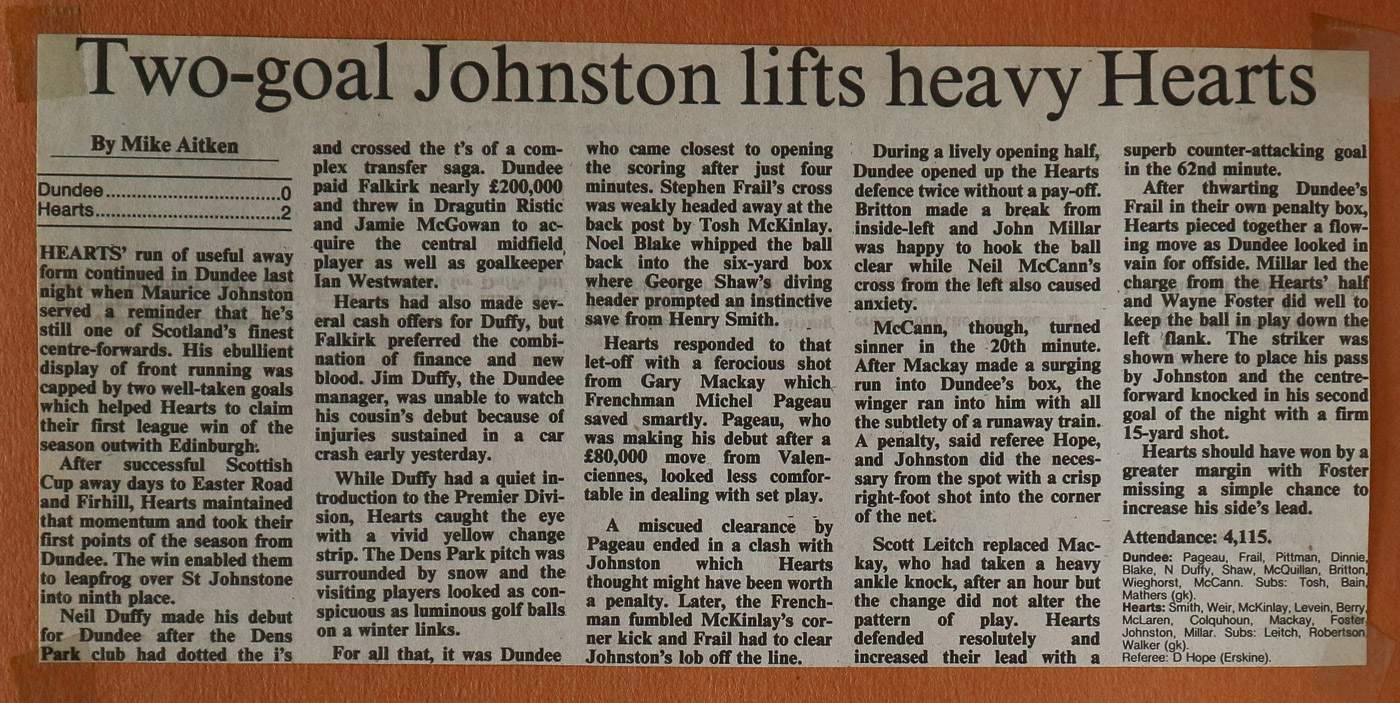 Two-goal Johnston lifts heavy Hearts
By Mike Aitken
Dundee..............................0
Hearts................................2
HEARTS' run of useful away
form continued in Dundee last
night when Maurice Johnston
served a reminder that he's
still one of Scotland's finest
centre-forwards. His ebullient
display of front running was
capped by two well-taken goals
which helped Hearts to claim
their first league win of the
season outwith Edinburgh.
After successful Scottish
Cup away days to Easter Road
and Firhill, Hearts maintained
that momentum and took their
first points of the season from
Dundee. The win enabled them
to leapfrog over St Johnstone
into ninth place.
Neil Duffy made his debut
for Dundee after the Dens
Park club had dotted the i's
and crossed the t's of a com-
plex transfer saga. Dundee
paid Falkirk nearly £200,000
and threw in Dragutin Ristic
and Jamie McGowan to ac-
quire the central midfield
player as well as goalkeeper
Ian Westwater.
Hearts had also made sev-
eral cash offers for Duffy, but
Falkirk preferred the combi-
nation of finance and new
blood. Jim Duffy, the Dundee
manager, was unable to watch
his cousin's debut because of
injuries sustained in a car
crash early yesterday.
While Duffy had a quiet in-
troduction to the Premier Divi-
sion, Hearts caught the eye
with a vivid yellow change
strip. The Dens Park pitch was
surrounded by snow and the
visiting players looked as con-
spicuous as luminous golf balls
on a winter links.
For all that, it was Dundee
who came closest to opening
the scoring after just four
minutes. Stephen Frail's cross
was weakly headed away at the
back post by Tosh McKinlay.
Noel Blake whipped the ball
back into the six-yard box
where George Shaw's diving
header prompted an instinctive
save from Henry Smith.
Hearts responded to that
let-off with a ferocious shot
from Gary Mackay which
Frenchman Michel Pageau
saved smartly. Pageau, who
was making his debut after a
£80,000 move from Valen-
ciennes, looked less comfor-
table in dealing with set play.
A miscued clearance by
Pageau ended in a clash with
Johnston which Hearts
thought might have been worth
a penalty. Later, the French-
man fumbled McKinlay's cor-
ner kick and Frail had to clear
Johnston's lob off the line.
During a lively opening half,
Dundee opened up the Hearts
defence twice without a pay-off.
Britton made a break from
inside-left and John Millar
was happy to hook the ball
clear while Neil McCann's
cross from the left also caused
anxiety.
McCann, though, turned
sinner in the 20th minute.
After Mackay made a surging
run into Dundee's box, the
winger ran into him with all
the subtlety of a runaway train.
A penalty, said referee Hope,
and Johnston did the neces-
sary from the spot with a crisp
right-foot shot into the corner
of the net.
Scott Leitch replaced Mac-
kay, who had taken a heavy
ankle knock, after an hour but
the change did not alter the
pattern of play. Hearts
defended resolutely and
increased their lead with a
superb counter-attacking goal
in the 62nd minute.
After thwarting Dundee's
Frail in their own penalty box,
Hearts pieced together a flow-
ing move as Dundee looked in
vain for offside. Millar led the
charge from the Hearts' half
and Wayne Foster did well to
keep the ball in play down the
left flank. The striker was
shown where to place his pass
by Johnston and the centre-
forward knocked in his second
goal of the night with a firm
15-yard shot.
Hearts should have won by a
greater margin with Foster
missing a simple chance to
increase his side's lead.
Attendance: 4,115.
Dundee: Pageau, Frail, Pittman, Dinnie,
Blake, N Duffy, Shaw, McQuillan, Britton,
Wieghorst, McCann. Subs: Tosh, Bain,
Mathers (gk).
Hearts: Smith, Weir, McKinlay, Levein, Berry,
McLaren, Colquhoun, Mackay, Foster,
Johnston, Millar. Subs: Leitch, Robertson,
Walker (gk).
Referee: D Hope (Erskine).